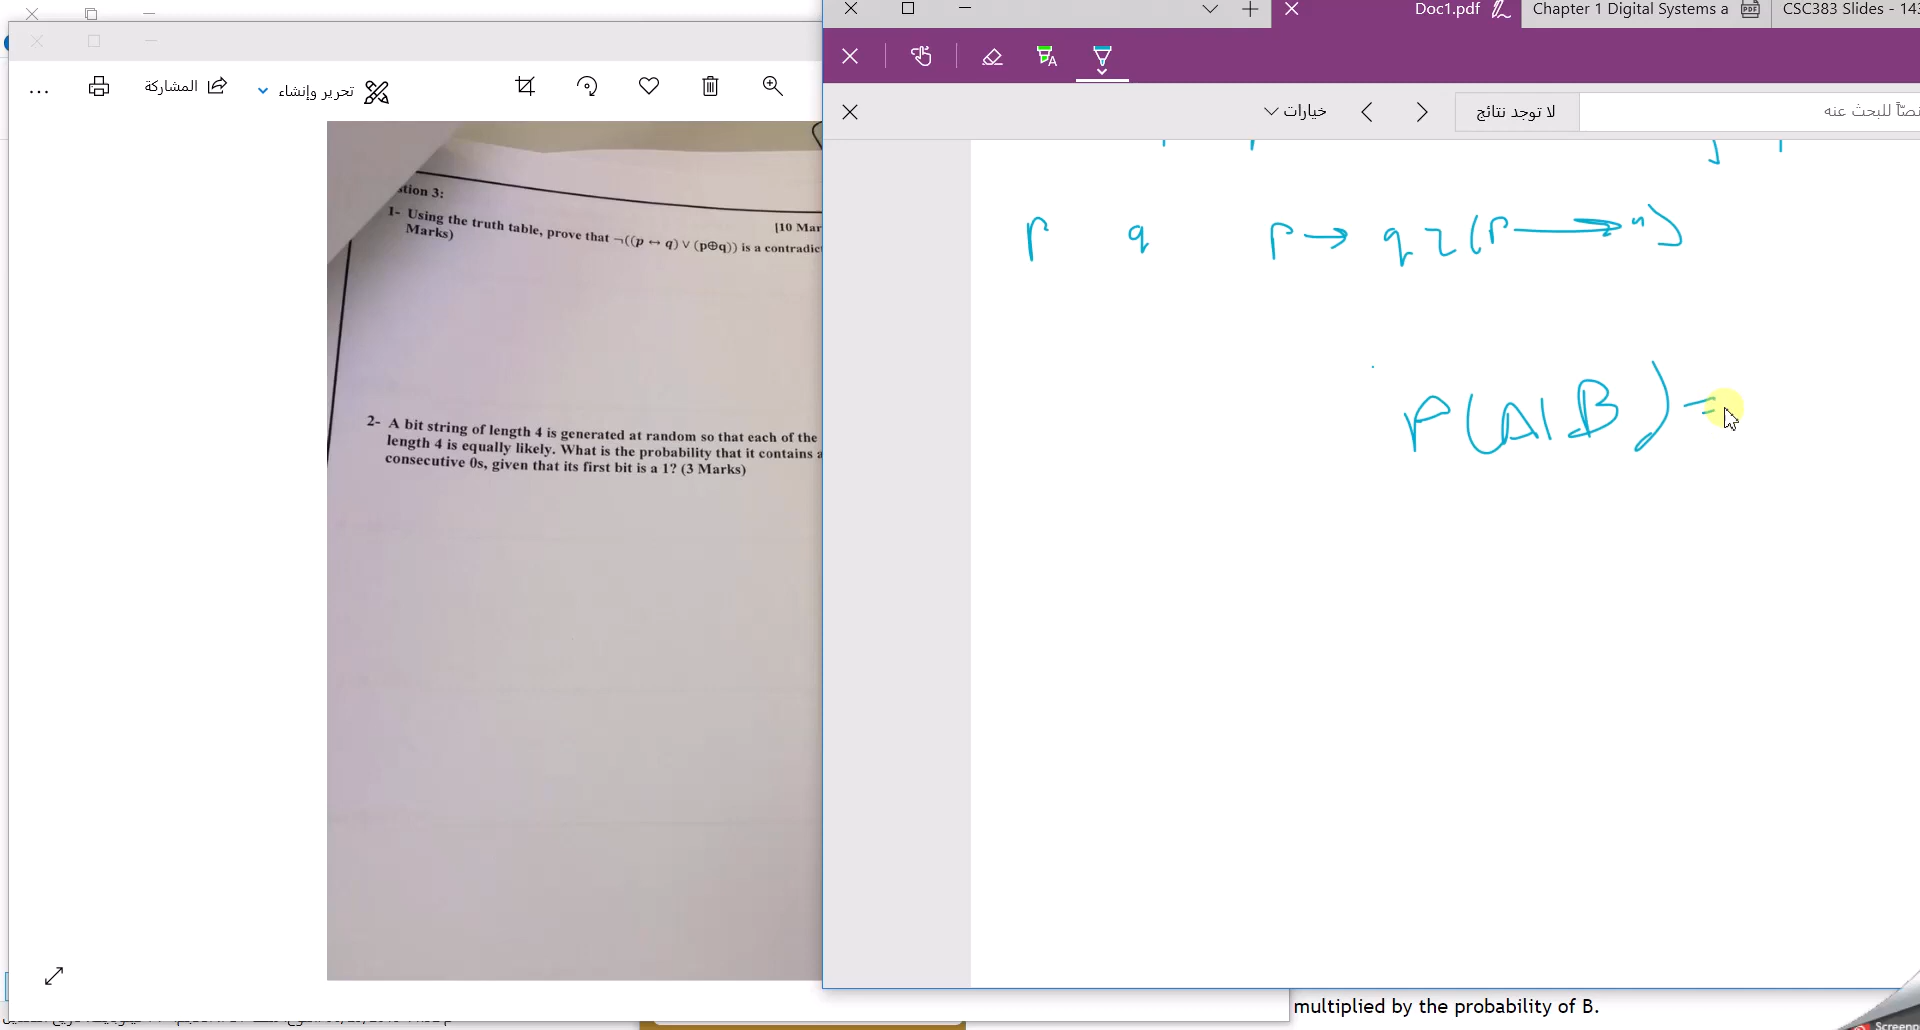 Doc1.pdf
Chapter 1 Digital Systems a
CSC383 Slides - 143
المشاركة
تحرير وإنشاء
خيارات
لا توجد نتائج
نصًّا للبحث عنه
stion 3:
[10 Mar
1- Using the truth table, prove that ¬((p ↔ q) ∨ (p⊕q)) is a contradic
Marks)
2- A bit string of length 4 is generated at random so that each of the
length 4 is equally likely. What is the probability that it contains a
consecutive 0s, given that its first bit is a 1? (3 Marks)
p q p → q
P(A|B) =
multiplied by the probability of B.
Screenc